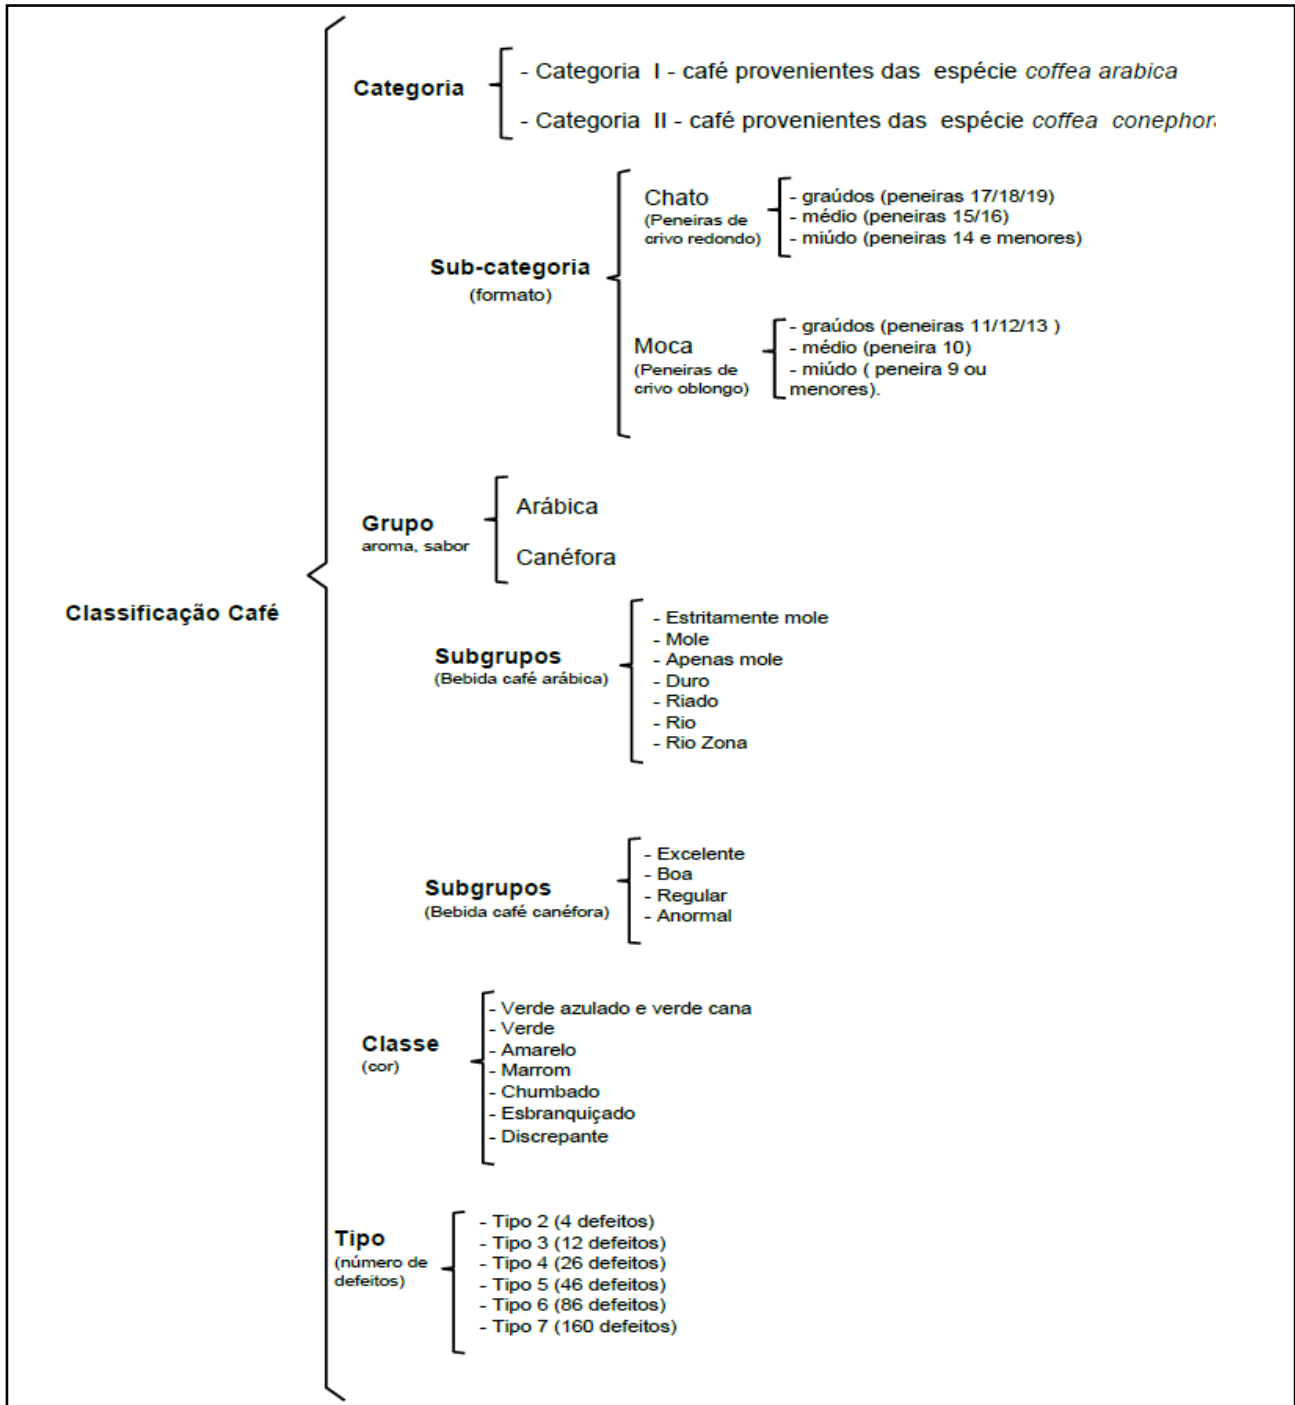 Categoria
- Categoria I - café provenientes das espécie coffea arabica
- Categoria II - café provenientes das espécie coffea conephor
Sub-categoria
(formato)
Chato
(Peneiras de
crivo redondo)
- graúdos (peneiras 17/18/19)
- médio (peneiras 15/16)
- miúdo (peneiras 14 e menores)
Moca
(Peneiras de
crivo oblongo)
- graúdos (peneiras 11/12/13 )
- médio (peneira 10)
- miúdo ( peneira 9 ou
menores).
Grupo
aroma, sabor
Arábica
Canéfora
Classificação Café
Subgrupos
(Bebida café arábica)
- Estritamente mole
- Mole
- Apenas mole
- Duro
- Riado
- Rio
- Rio Zona
Subgrupos
(Bebida café canéfora)
- Excelente
- Boa
- Regular
- Anormal
Classe
(cor)
- Verde azulado e verde cana
- Verde
- Amarelo
- Marrom
- Chumbado
- Esbranquiçado
- Discrepante
Tipo
(número de
defeitos)
- Tipo 2 (4 defeitos)
- Tipo 3 (12 defeitos)
- Tipo 4 (26 defeitos)
- Tipo 5 (46 defeitos)
- Tipo 6 (86 defeitos)
- Tipo 7 (160 defeitos)